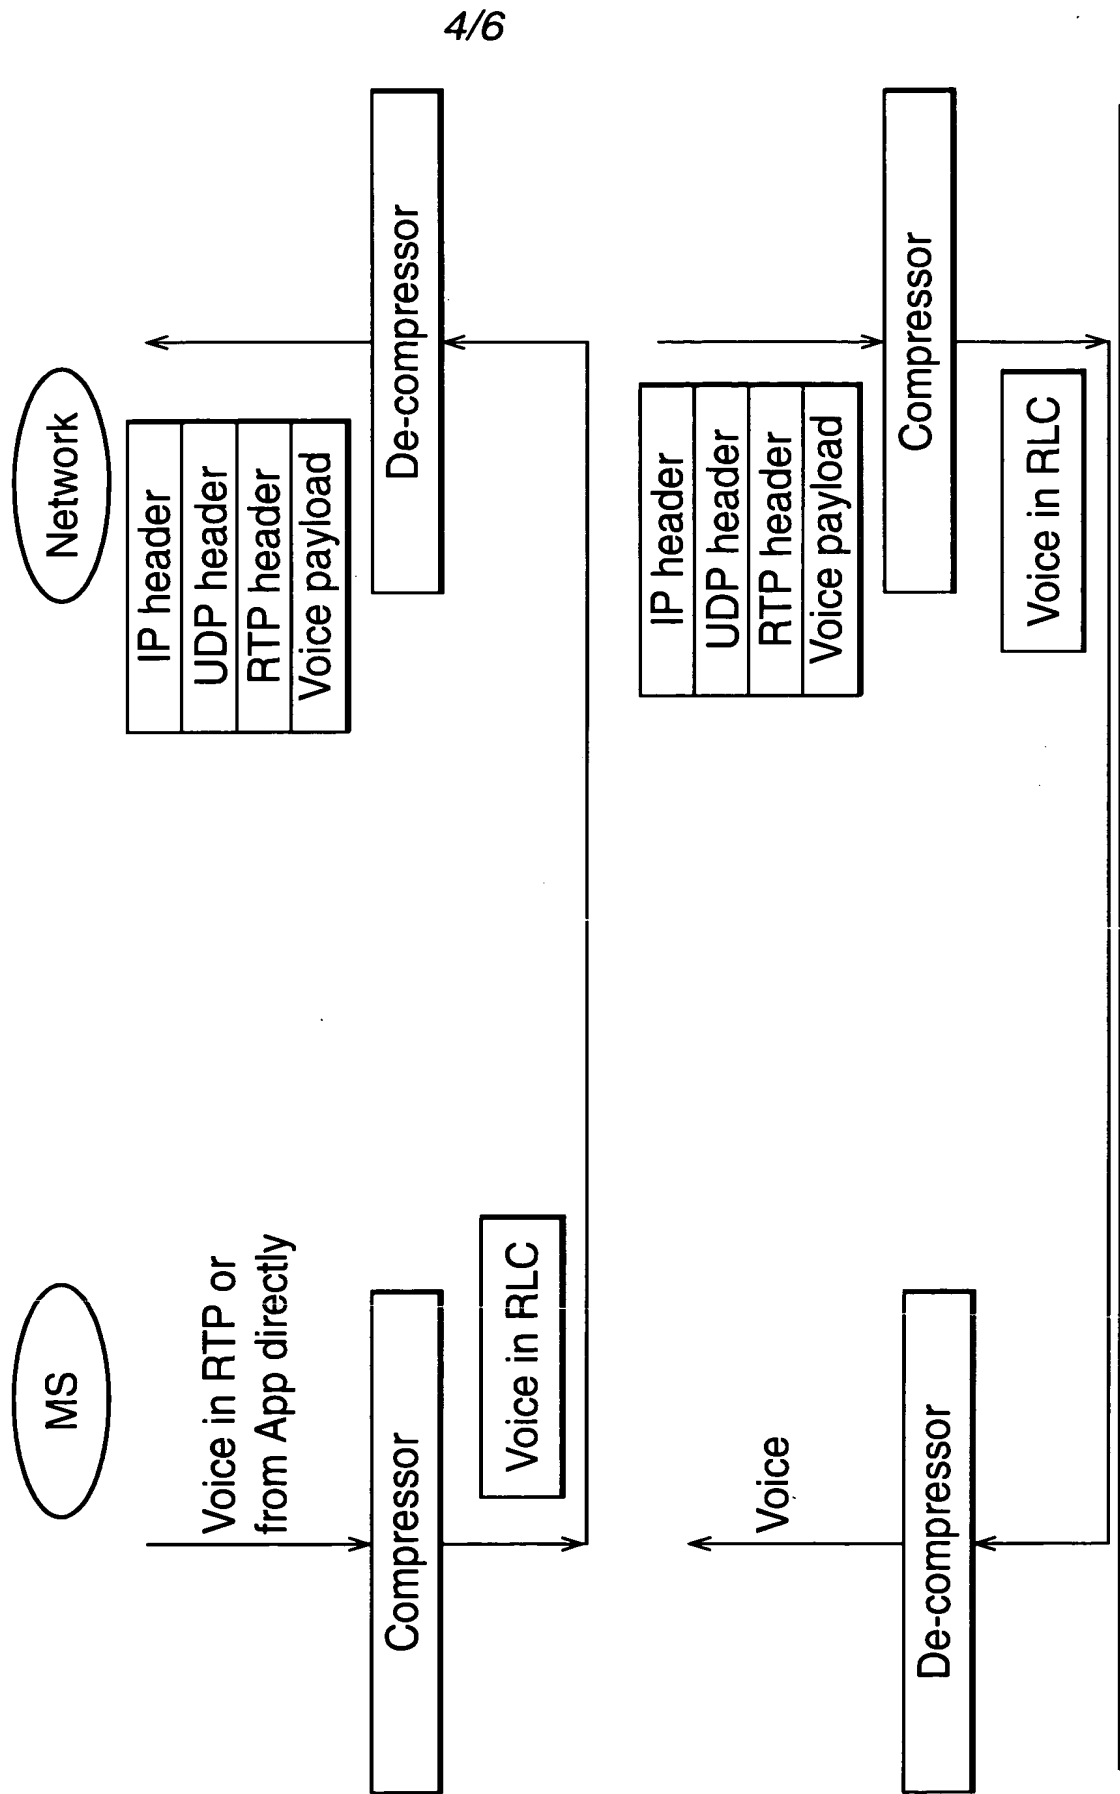 4/6
MS
Network
Voice in RTP or
from App directly
IP header
UDP header
RTP header
Voice payload
Compressor
De-compressor
Voice in RLC
Voice
IP header
UDP header
RTP header
Voice payload
De-compressor
Compressor
Voice in RLC